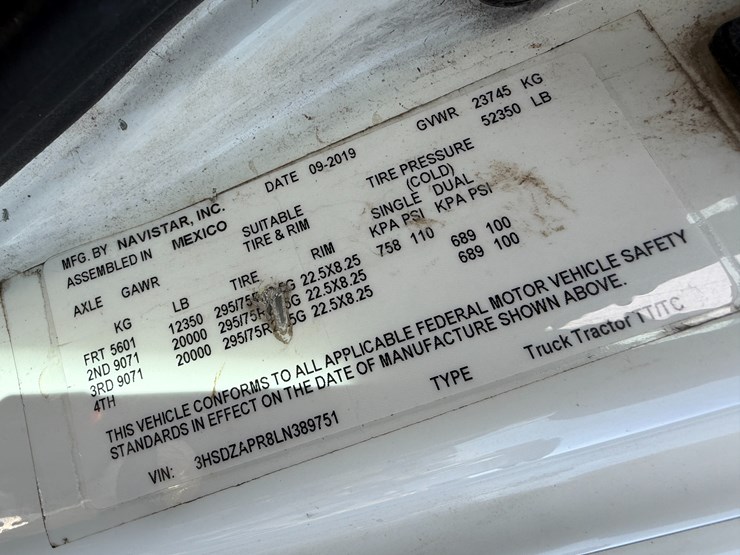 MFG. BY NAVISTAR, INC. DATE 09-2019 GVWR 23745 KG
ASSEMBLED IN MEXICO 52350 LB
SUITABLE TIRE PRESSURE
TIRE & RIM (COLD)
AXLE GAWR SINGLE DUAL
KG LB TIRE RIM KPA PSI KPA PSI
FRT 5601 12350 295/75 G 22.5X8.25 758 110
2ND 9071 20000 295/75R 5G 22.5X8.25 689 100
3RD 9071 20000 295/75R 5G 22.5X8.25 689 100
4TH
THIS VEHICLE CONFORMS TO ALL APPLICABLE FEDERAL MOTOR VEHICLE SAFETY
STANDARDS IN EFFECT ON THE DATE OF MANUFACTURE SHOWN ABOVE.
VIN: 3HSDZAPR8LN389751 TYPE Truck Tractor